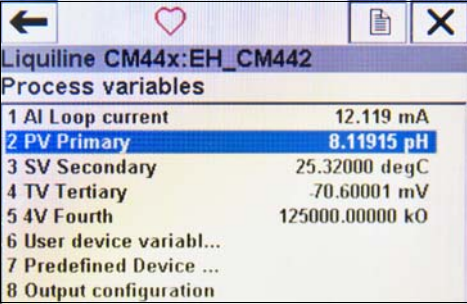 Liquiline CM44x:EH_CM442
Process variables
1 AI Loop current 12.119 mA
2 PV Primary 8.11915 pH
3 SV Secondary 25.32000 degC
4 TV Tertiary -70.60001 mV
5 4V Fourth 125000.00000 kO
6 User device variabl...
7 Predefined Device ...
8 Output configuration